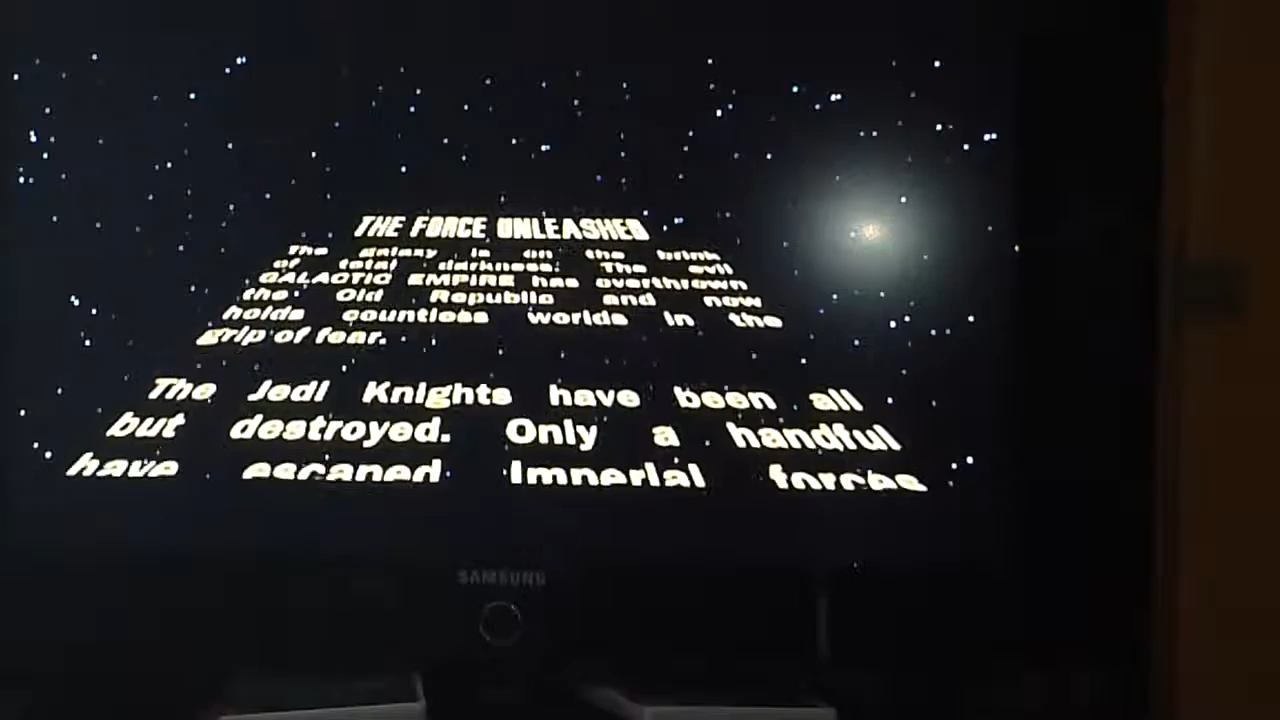 THE FORCE UNLEASHED
The galaxy is on the brink
of total darkness. The evil
GALACTIC EMPIRE has overthrown
the Old Republic and now
holds countless worlds in the
grip of fear.
The Jedi Knights have been all
but destroyed. Only a handful
have escaped Imperial forces
SAMSUNG